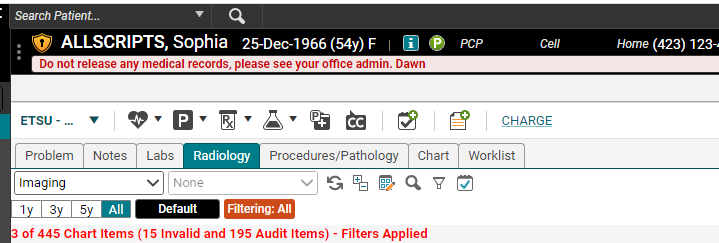 Search Patient...
ALLSCRIPTS, Sophia 25-Dec-1966 (54y) F i P PCP Cell Home (423) 123-
Do not release any medical records, please see your office admin. Dawn
ETSU - ... P Rx P CC CHARGE
Problem Notes Labs Radiology Procedures/Pathology Chart Worklist
Imaging None
1y 3y 5y All Default Filtering: All
3 of 445 Chart Items (15 Invalid and 195 Audit Items) - Filters Applied